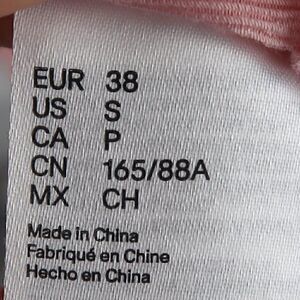 EUR 38
US S
CA P
CN 165/88A
MX CH
Made in China
Fabriqué en Chine
Hecho en China